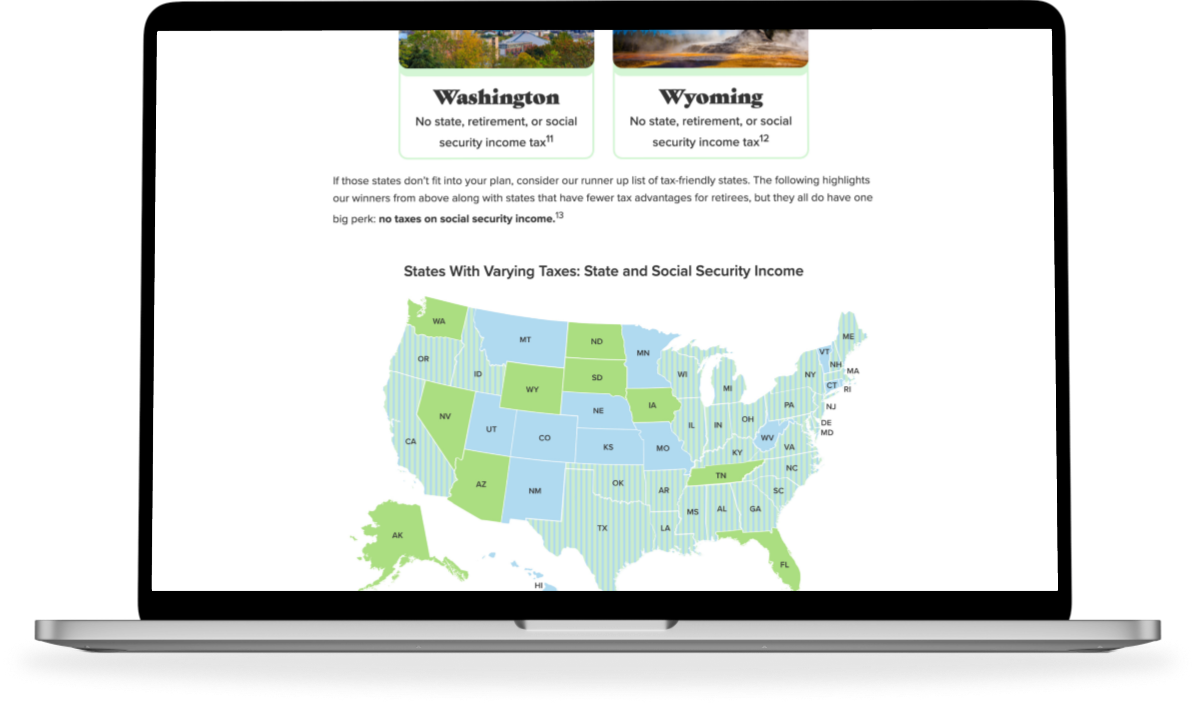 Washington
No state, retirement, or social
security income tax11
Wyoming
No state, retirement, or social
security income tax12
If those states don't fit into your plan, consider our runner up list of tax-friendly states. The following highlights
our winners from above along with states that have fewer tax advantages for retirees, but they all do have one
big perk: no taxes on social security income.13
States With Varying Taxes: State and Social Security Income
WA
MT
ND
MN
ME
VT
NH
OR
ID
WY
SD
WI
MI
NY
MA
CT
RI
NV
UT
NE
IA
IL
IN
OH
PA
NJ
CA
CO
KS
MO
KY
WV
VA
DE
MD
AZ
NM
OK
AR
TN
NC
SC
TX
LA
MS
AL
GA
AK
HI
FL